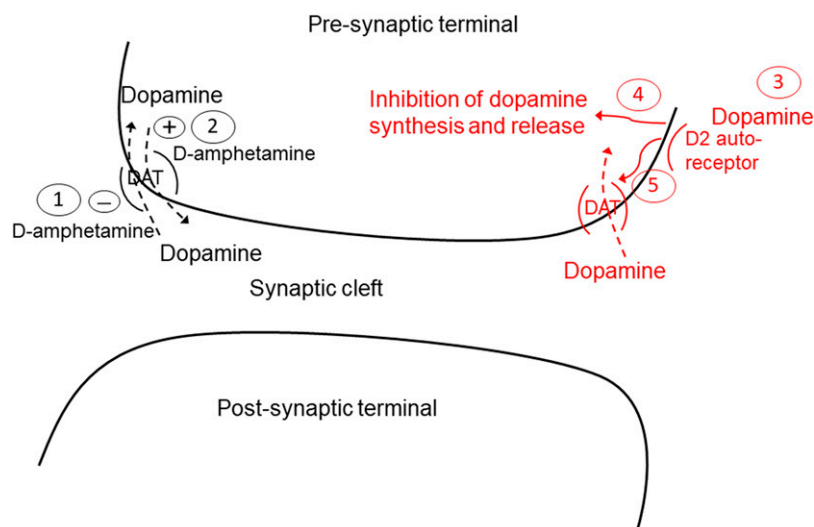 Pre-synaptic terminal
Dopamine
+ 2
D-amphetamine
DAT
1 –
D-amphetamine
Dopamine
3
Dopamine
D2 auto-
receptor
4
Inhibition of dopamine
synthesis and release
5
DAT
Dopamine
Synaptic cleft
Post-synaptic terminal